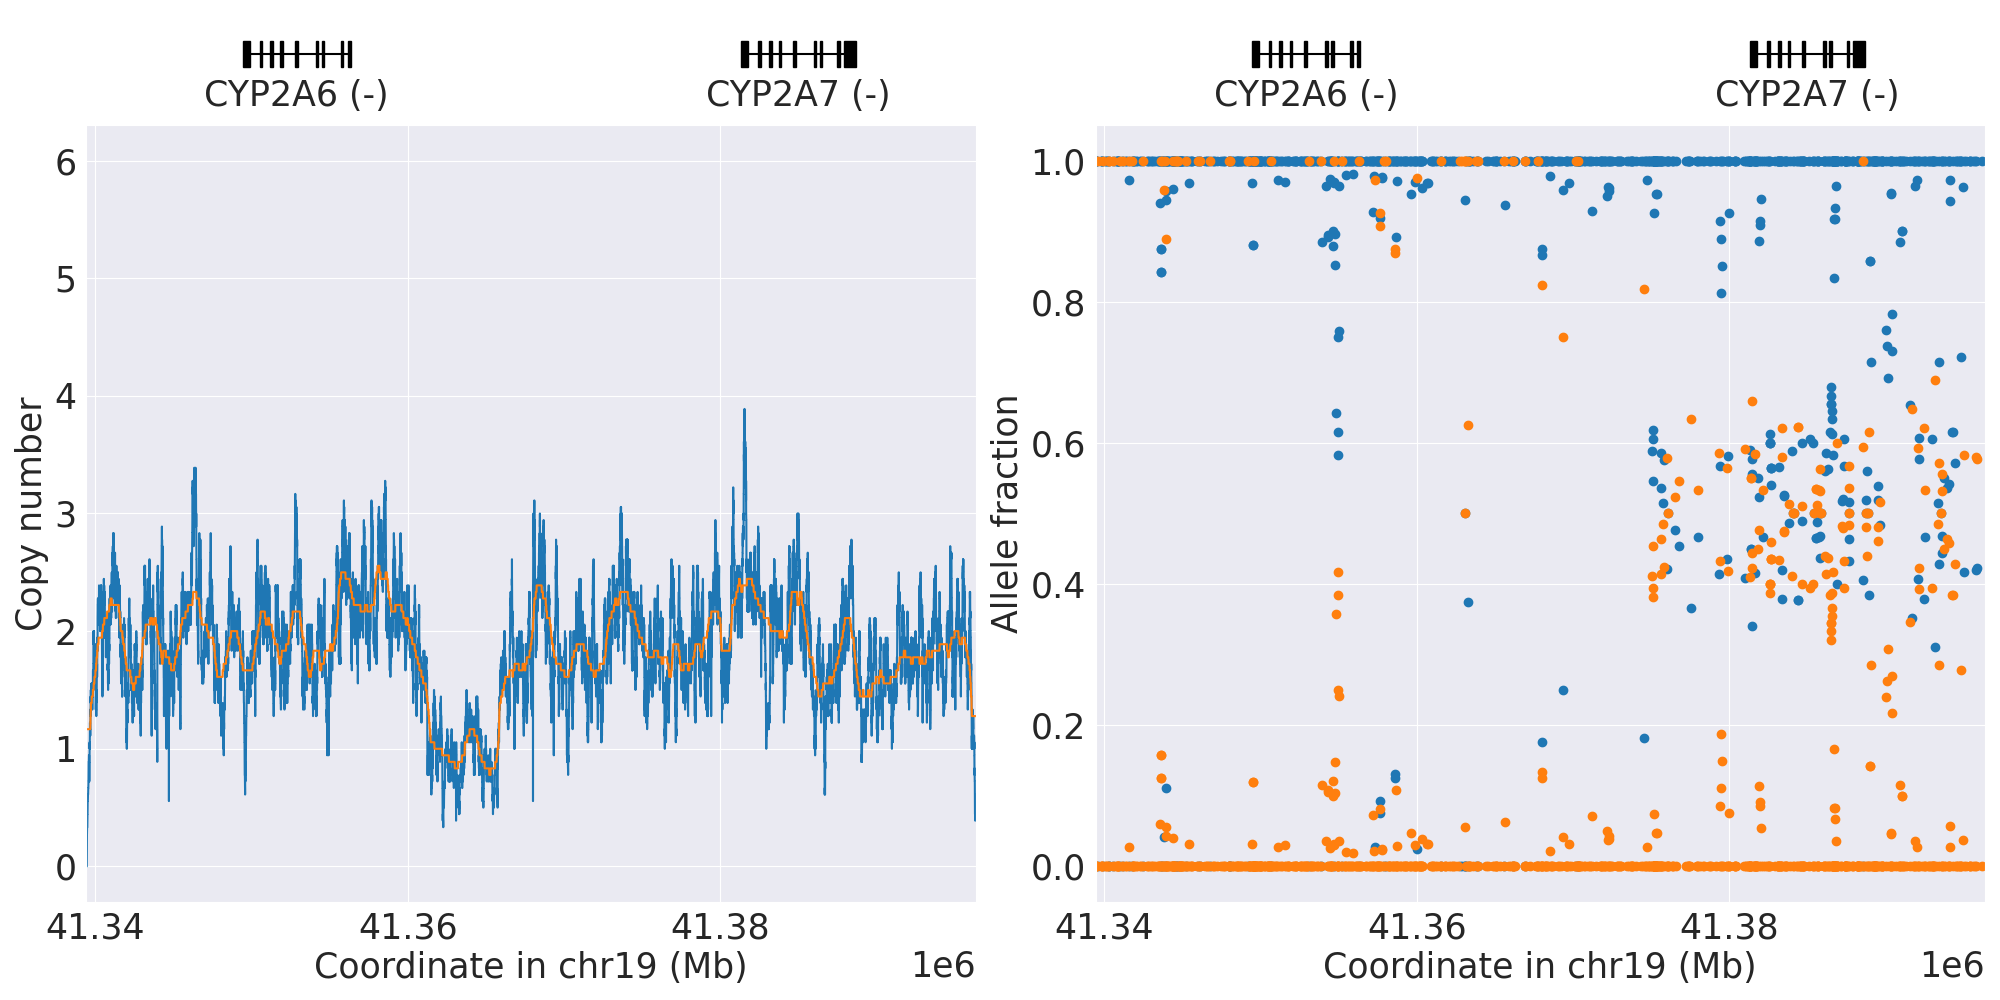 CYP2A6 (-)
CYP2A7 (-)
Copy number
6
5
4
3
2
1
0
41.34
41.36
41.38
Coordinate in chr19 (Mb)
1e6
CYP2A6 (-)
CYP2A7 (-)
Allele fraction
1.0
0.8
0.6
0.4
0.2
0.0
41.34
41.36
41.38
Coordinate in chr19 (Mb)
1e6